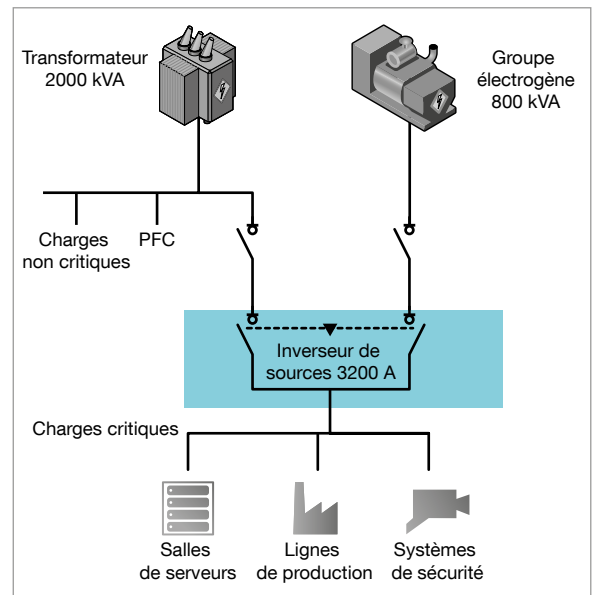 Transformateur
2000 kVA
Groupe
électrogène
800 kVA
Charges
non critiques
PFC
Inverseur de
sources 3200 A
Charges critiques
Salles
de serveurs
Lignes
de production
Systèmes
de sécurité